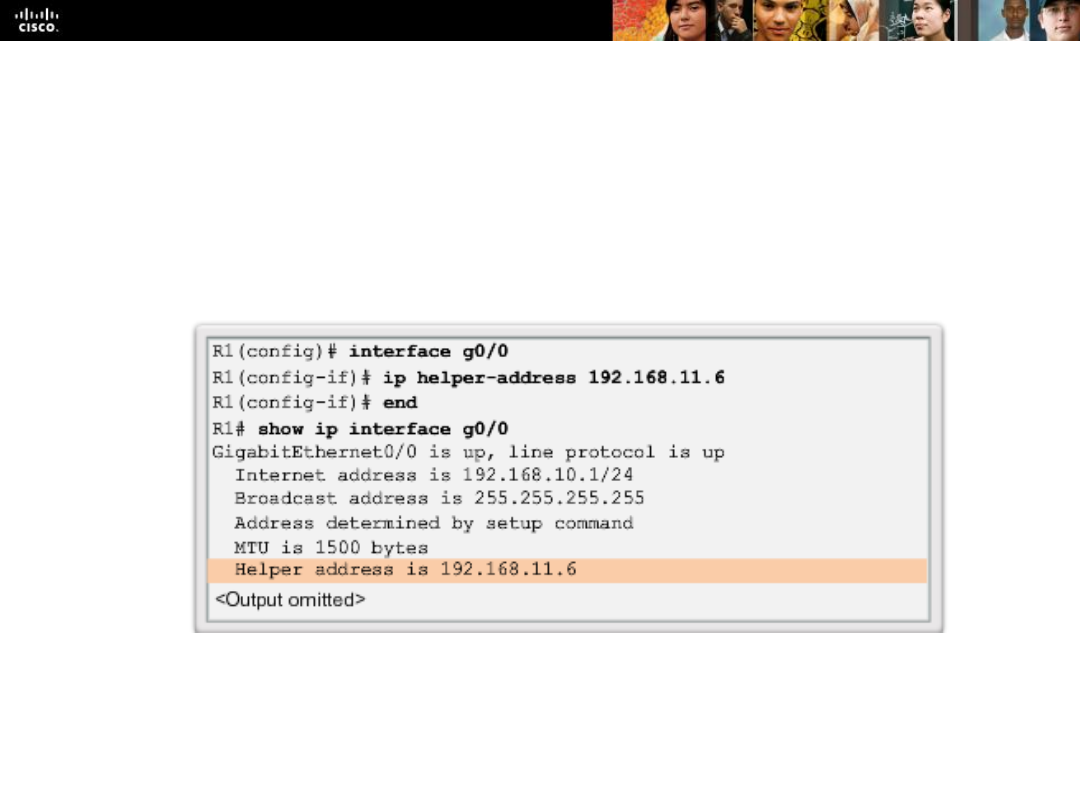 CISCO.
R1(config)# interface g0/0
R1(config-if)# ip helper-address 192.168.11.6
R1(config-if)# end
R1# show ip interface g0/0
GigabitEthernet0/0 is up, line protocol is up
Internet address is 192.168.10.1/24
Broadcast address is 255.255.255.255
Address determined by setup command
MTU is 1500 bytes
Helper address is 192.168.11.6
<Output omitted>